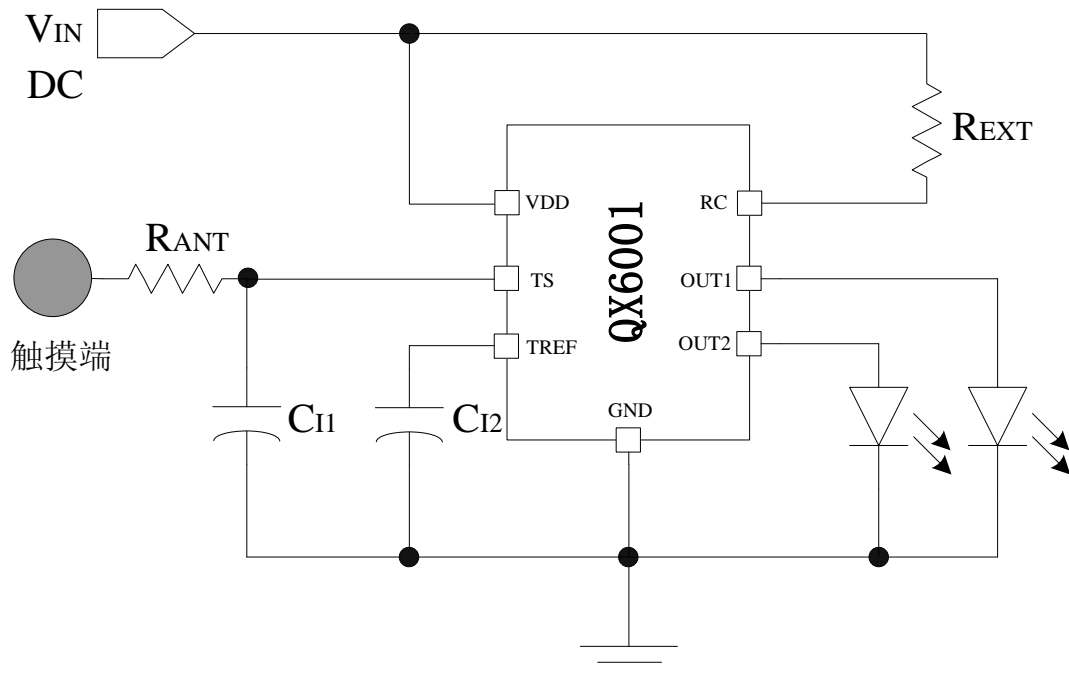 VIN
DC
REXT
VDD
RC
RANT
TS
QX6001
OUT1
触摸端
TREF
OUT2
CI1
CI2
GND